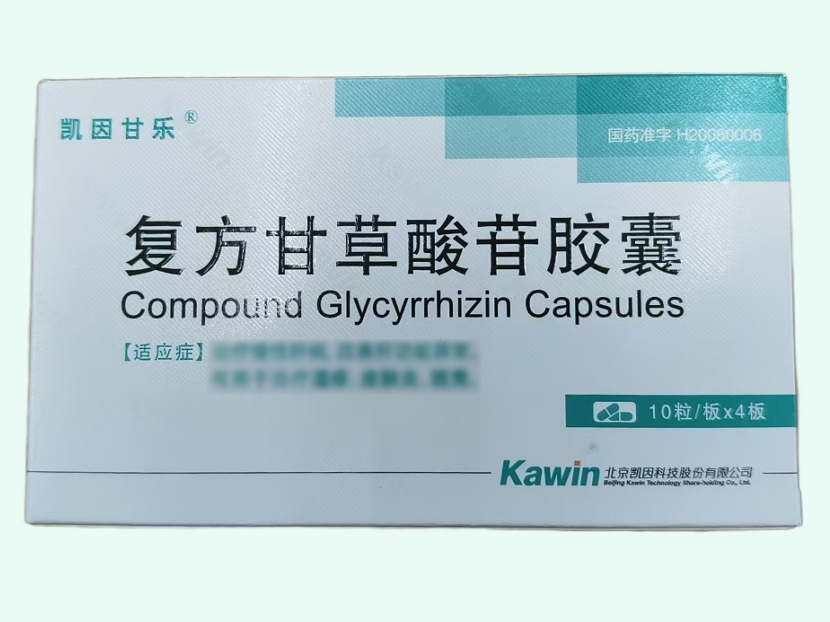 凯因甘乐®
国药准字 H20080006
复方甘草酸苷胶囊
Compound Glycyrrhizin Capsules
【适应症】
10粒/板x4板
Kawin 北京凯因科技股份有限公司
Beijing Kawin Technology Share-holding Co., Ltd.